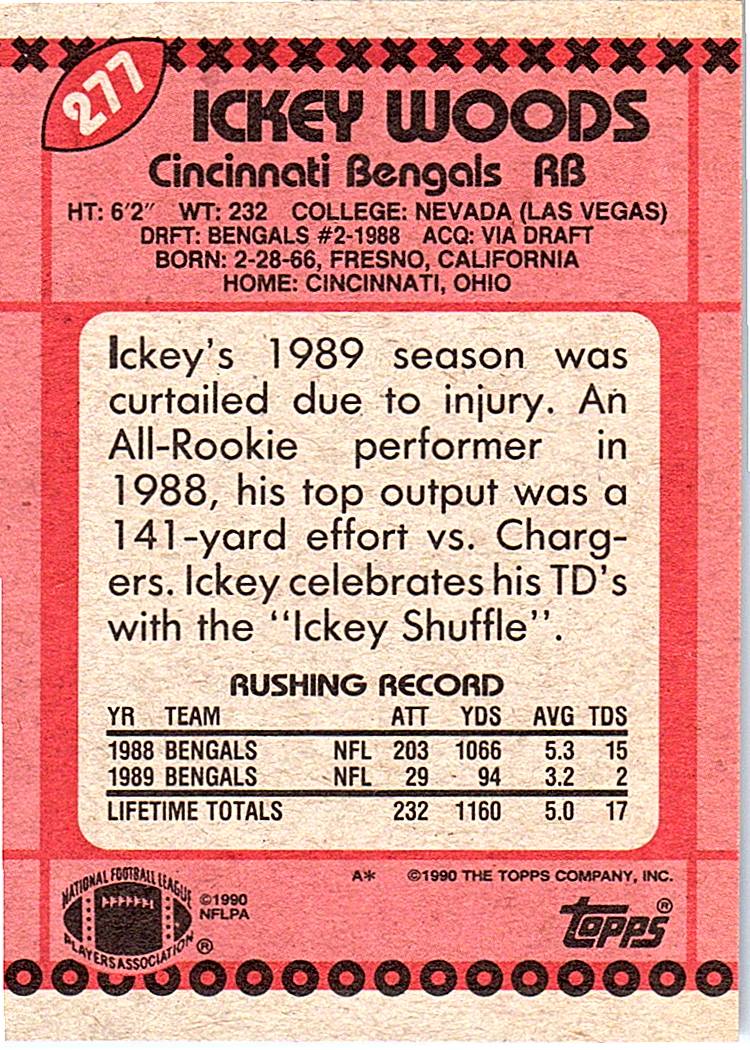 277
ICKEY WOODS
Cincinnati Bengals RB
HT: 6'2" WT: 232 COLLEGE: NEVADA (LAS VEGAS)
DRFT: BENGALS #2-1988 ACQ: VIA DRAFT
BORN: 2-28-66, FRESNO, CALIFORNIA
HOME: CINCINNATI, OHIO
Ickey's 1989 season was
curtailed due to injury. An
All-Rookie performer in
1988, his top output was a
141-yard effort vs. Charg-
ers. Ickey celebrates his TD's
with the "Ickey Shuffle".
RUSHING RECORD
YR TEAM ATT YDS AVG TDS
1988 BENGALS NFL 203 1066 5.3 15
1989 BENGALS NFL 29 94 3.2 2
LIFETIME TOTALS 232 1160 5.0 17
A* ©1990 THE TOPPS COMPANY, INC.
NATIONAL FOOTBALL LEAGUE
PLAYERS ASSOCIATION ®
©1990
NFLPA
topps ®